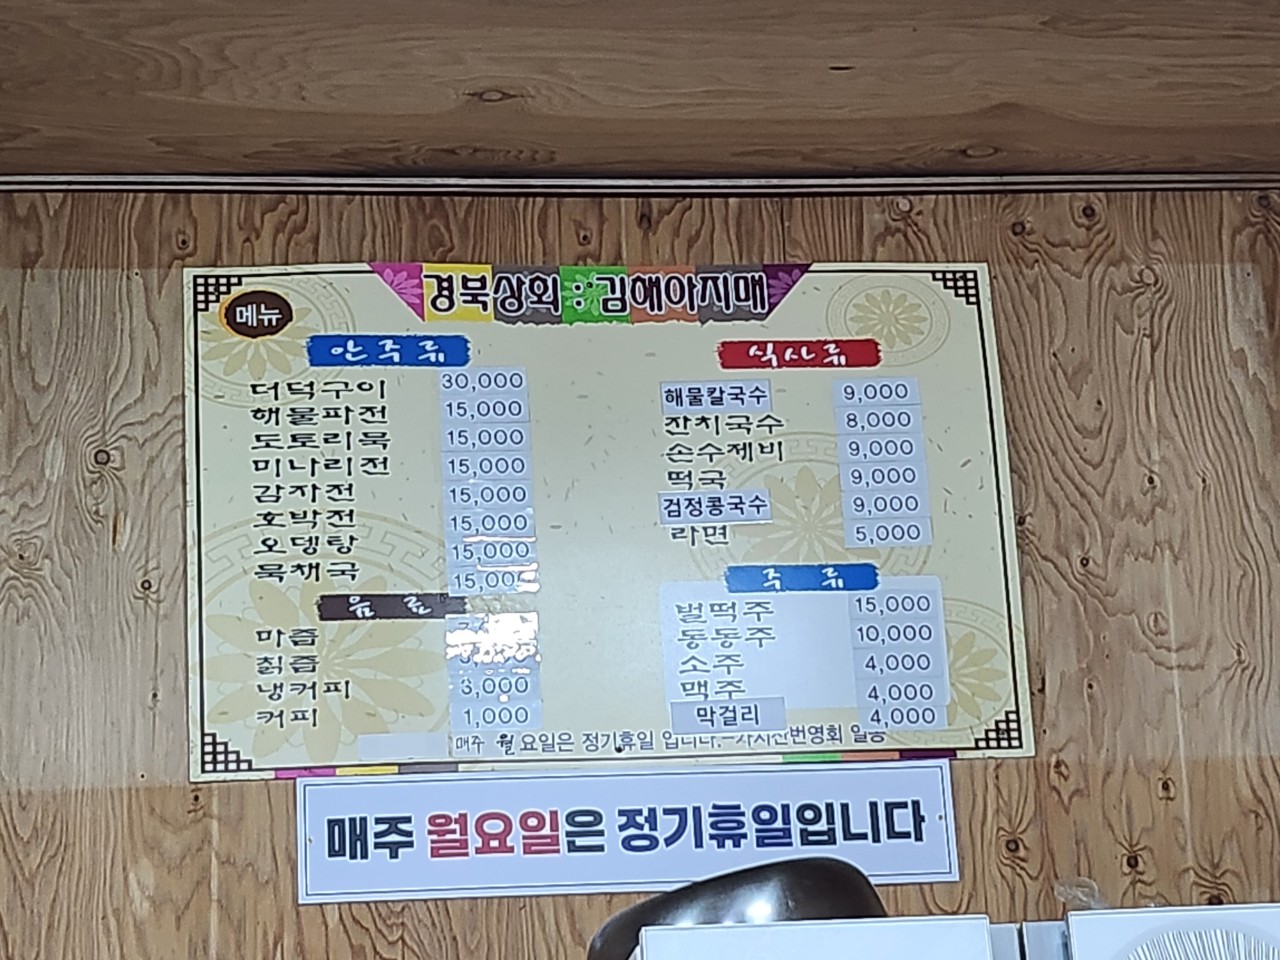 경북상회 : 김해아지매
메뉴
안주류
더덕구이 30,000
해물파전 15,000
도토리묵 15,000
미나리전 15,000
감자전 15,000
호박전 15,000
오뎅탕 15,000
묵채국 15,000
음료
마즙
칡즙
냉커피 3,000
커피 1,000
식사류
해물칼국수 9,000
잔치국수 8,000
손수제비 9,000
떡국 9,000
검정콩국수 9,000
라면 5,000
주류
벌떡주 15,000
동동주 10,000
소주 4,000
맥주 4,000
막걸리 4,000
매주 월요일은 정기휴일 입니다.
매주 월요일은 정기휴일입니다